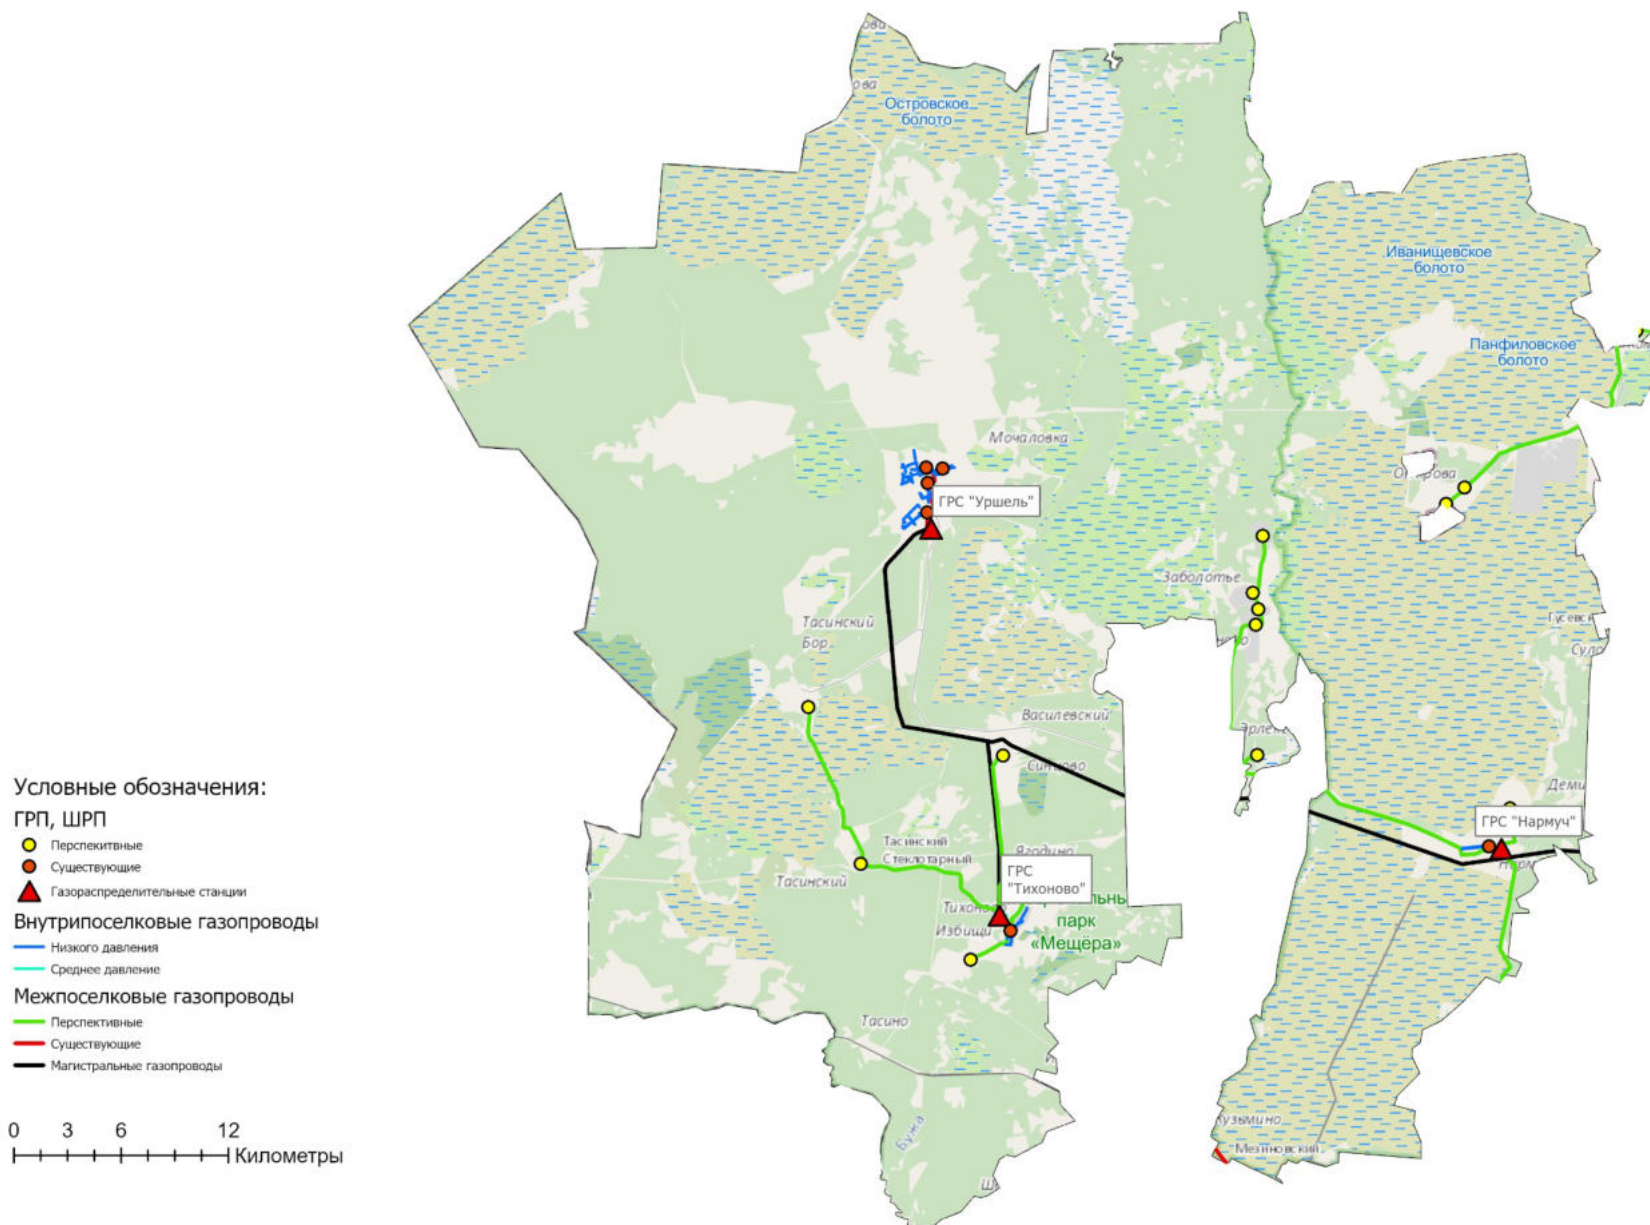 Островское
болото
Иванищевское
болото
Панфиловское
болото
Мочаловка
ГРС "Уршель"
Заболотье
Тасинский
Бор
Василевский
Синцово
Тасинский
Стеклотарный
Тасинский
Ягодино
ГРС
"Тихоново"
Избищи
парк
«Мещёра»
ГРС "Нармуч"
Тасино
Бужа
Мезиновский
Условные обозначения:
ГРП, ШРП
Перспекитвные
Существующие
Газораспределительные станции
Внутрипоселковые газопроводы
Низкого давления
Среднее давление
Межпоселковые газопроводы
Перспективные
Существующие
Магистральные газопроводы
0 3 6 12
Километры